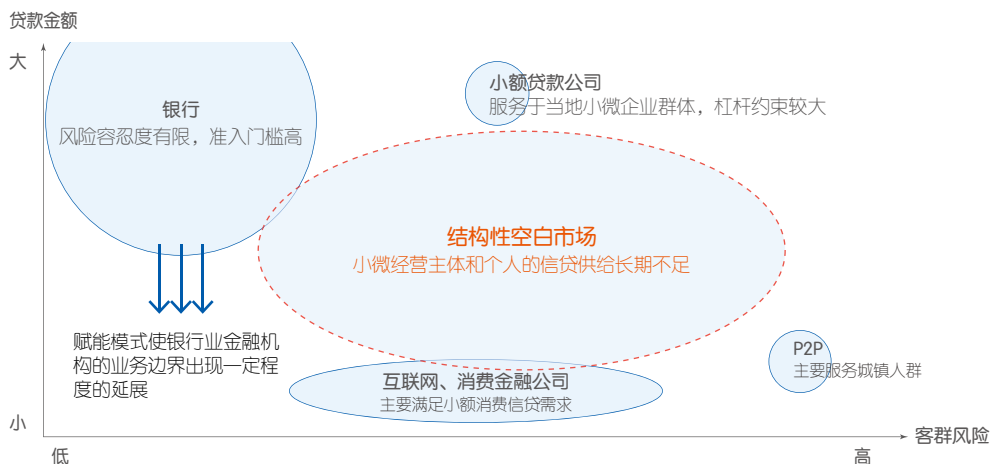 贷款金额
大
银行
风险容忍度有限，准入门槛高
小额贷款公司
服务于当地小微企业群体，杠杆约束较大
结构性空白市场
小微经营主体和个人的信贷供给长期不足
赋能模式使银行业金融机
构的业务边界出现一定程
度的延展
互联网、消费金融公司
主要满足小额消费信贷需求
P2P
主要服务城镇人群
小
低
高
客群风险